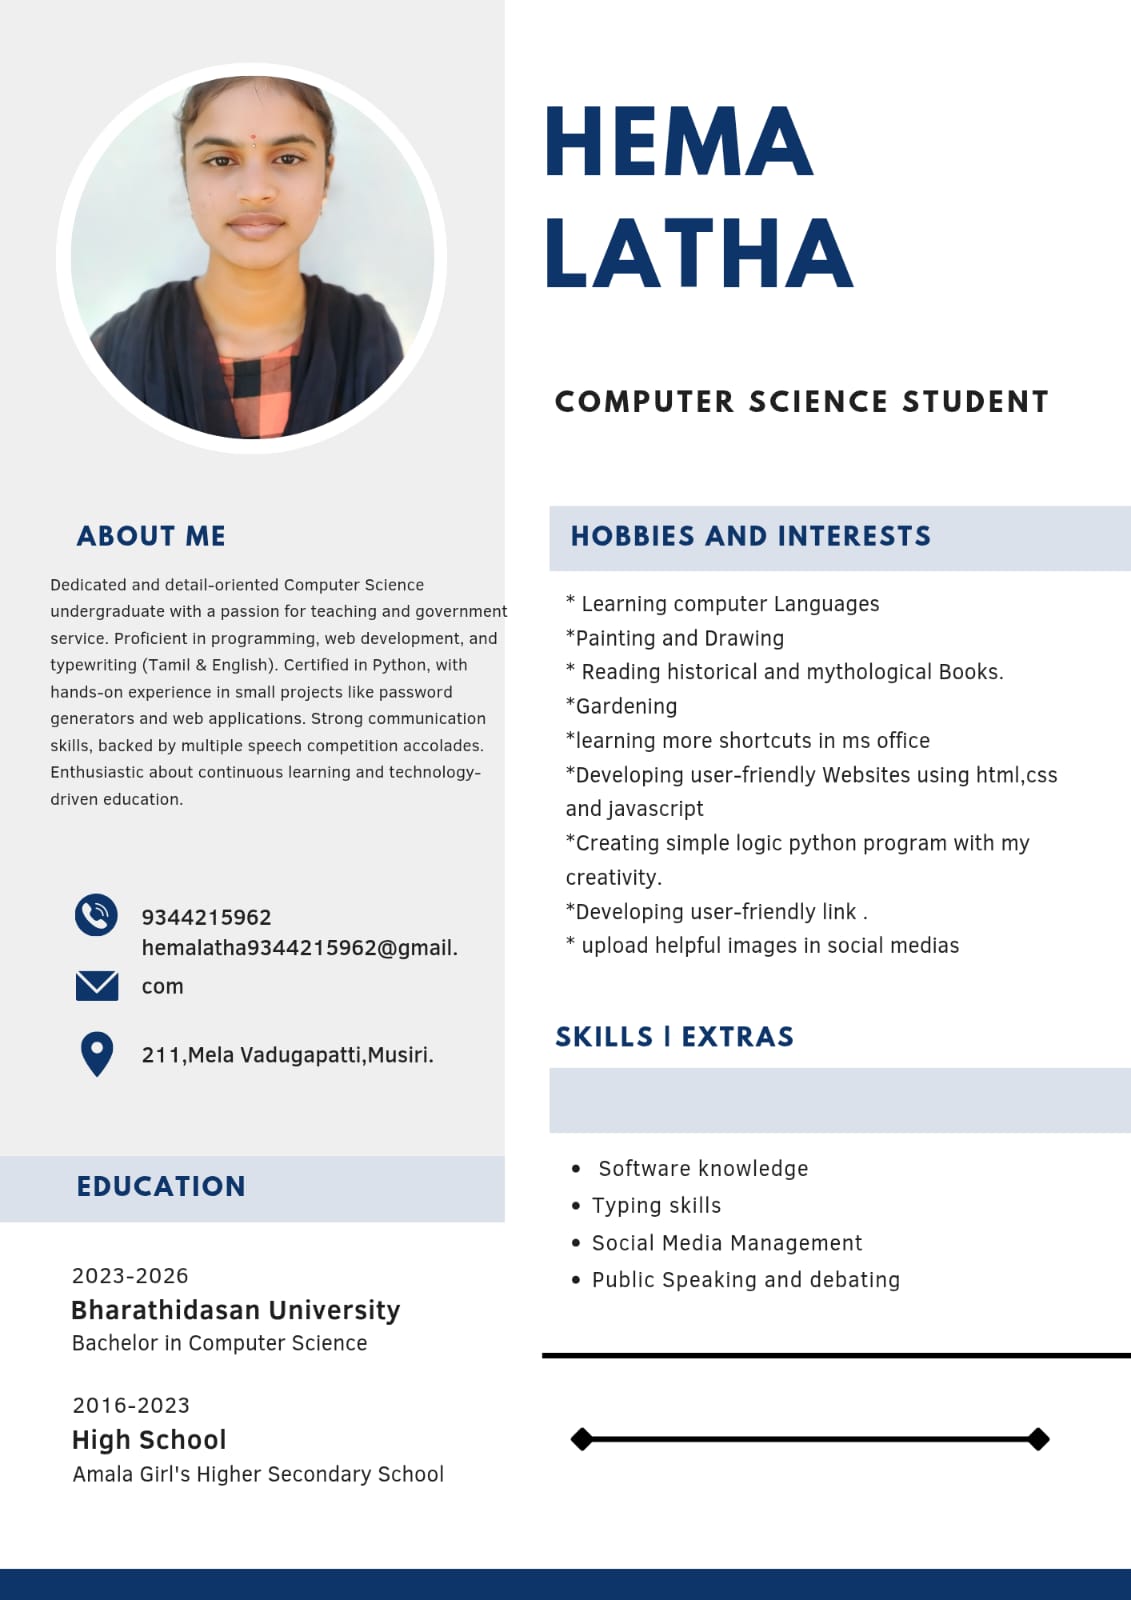 HEMA
LATHA
COMPUTER SCIENCE STUDENT
ABOUT ME
Dedicated and detail-oriented Computer Science
undergraduate with a passion for teaching and government
service. Proficient in programming, web development, and
typewriting (Tamil & English). Certified in Python, with
hands-on experience in small projects like password
generators and web applications. Strong communication
skills, backed by multiple speech competition accolades.
Enthusiastic about continuous learning and technology-
driven education.
9344215962
hemalatha9344215962@gmail.
com
211,Mela Vadugapatti,Musiri.
EDUCATION
2023-2026
Bharathidasan University
Bachelor in Computer Science
2016-2023
High School
Amala Girl's Higher Secondary School
HOBBIES AND INTERESTS
* Learning computer Languages
*Painting and Drawing
* Reading historical and mythological Books.
*Gardening
*learning more shortcuts in ms office
*Developing user-friendly Websites using html,css
and javascript
*Creating simple logic python program with my
creativity.
*Developing user-friendly link .
* upload helpful images in social medias
SKILLS | EXTRAS
• Software knowledge
• Typing skills
• Social Media Management
• Public Speaking and debating